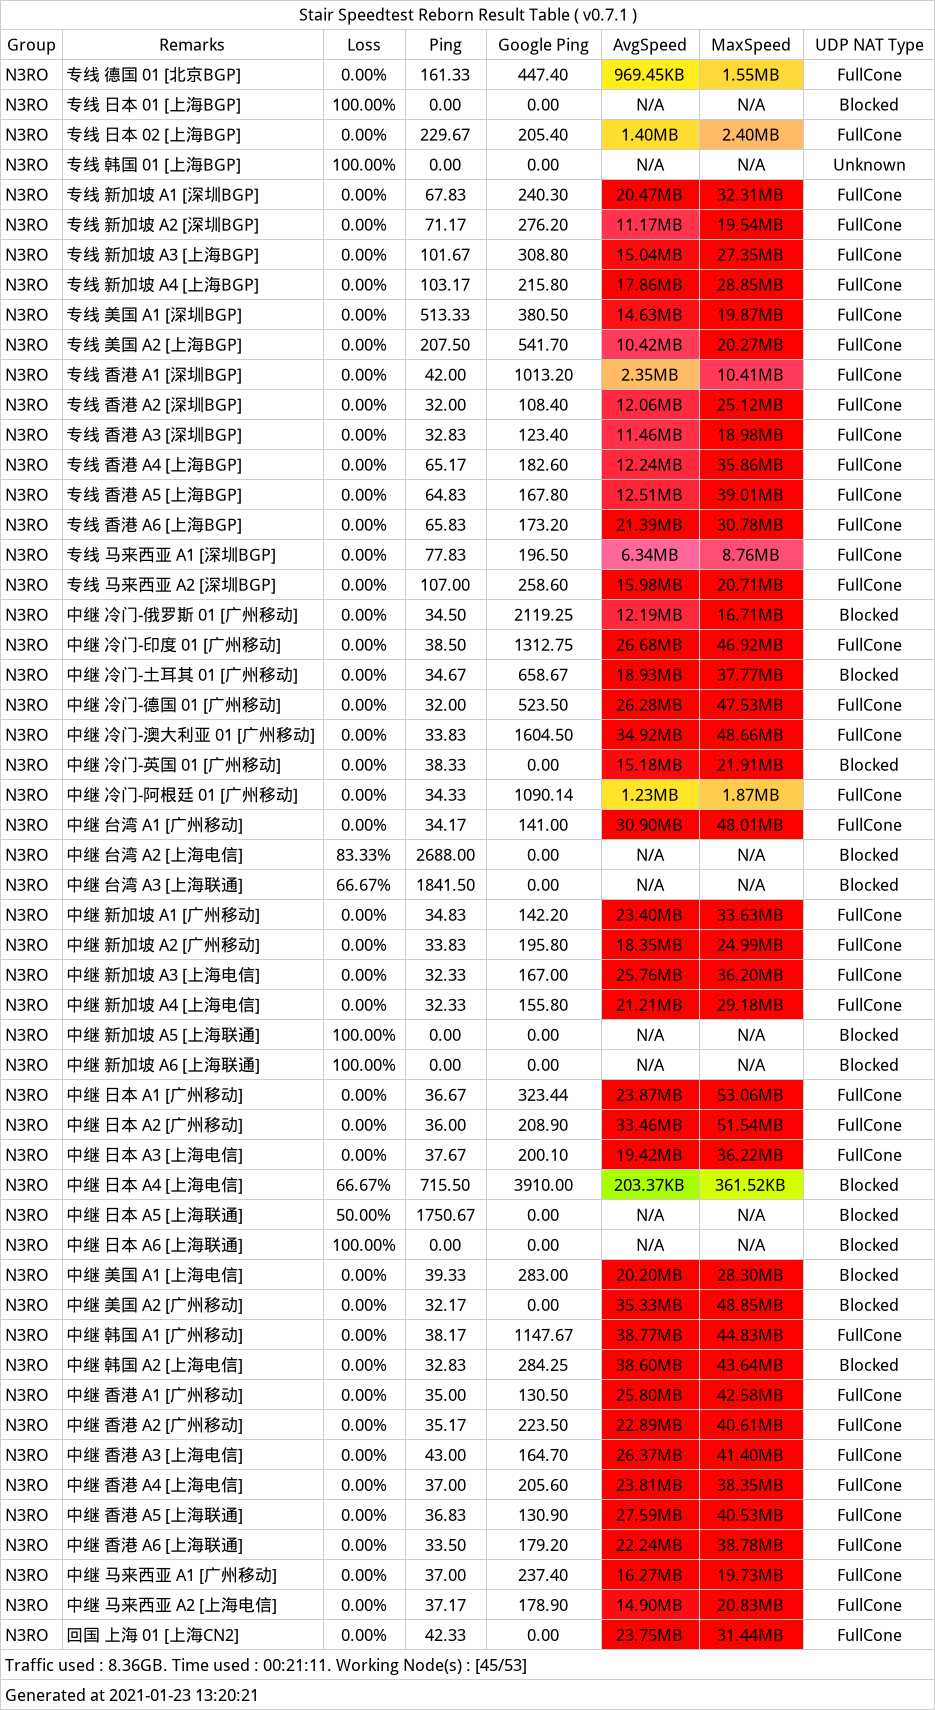 Stair Speedtest Reborn Result Table ( v0.7.1 )
Group Remarks Loss Ping Google Ping AvgSpeed MaxSpeed UDP NAT Type
N3RO 专线 德国 01 [北京BGP] 0.00% 161.33 447.40 969.45KB 1.55MB FullCone
N3RO 专线 日本 01 [上海BGP] 100.00% 0.00 0.00 N/A N/A Blocked
N3RO 专线 日本 02 [上海BGP] 0.00% 229.67 205.40 1.40MB 2.40MB FullCone
N3RO 专线 韩国 01 [上海BGP] 100.00% 0.00 0.00 N/A N/A Unknown
N3RO 专线 新加坡 A1 [深圳BGP] 0.00% 67.83 240.30 20.47MB 32.31MB FullCone
N3RO 专线 新加坡 A2 [深圳BGP] 0.00% 71.17 276.20 11.17MB 19.54MB FullCone
N3RO 专线 新加坡 A3 [上海BGP] 0.00% 101.67 308.80 15.04MB 27.35MB FullCone
N3RO 专线 新加坡 A4 [上海BGP] 0.00% 103.17 215.80 17.86MB 28.85MB FullCone
N3RO 专线 美国 A1 [深圳BGP] 0.00% 513.33 380.50 14.63MB 19.87MB FullCone
N3RO 专线 美国 A2 [上海BGP] 0.00% 207.50 541.70 10.42MB 20.27MB FullCone
N3RO 专线 香港 A1 [深圳BGP] 0.00% 42.00 1013.20 2.35MB 10.41MB FullCone
N3RO 专线 香港 A2 [深圳BGP] 0.00% 32.00 108.40 12.06MB 25.12MB FullCone
N3RO 专线 香港 A3 [深圳BGP] 0.00% 32.83 123.40 11.46MB 18.98MB FullCone
N3RO 专线 香港 A4 [上海BGP] 0.00% 65.17 182.60 12.24MB 35.86MB FullCone
N3RO 专线 香港 A5 [上海BGP] 0.00% 64.83 167.80 12.51MB 39.01MB FullCone
N3RO 专线 香港 A6 [上海BGP] 0.00% 65.83 173.20 21.39MB 30.78MB FullCone
N3RO 专线 马来西亚 A1 [深圳BGP] 0.00% 77.83 196.50 6.34MB 8.76MB FullCone
N3RO 专线 马来西亚 A2 [深圳BGP] 0.00% 107.00 258.60 15.98MB 20.71MB FullCone
N3RO 中继 冷门-俄罗斯 01 [广州移动] 0.00% 34.50 2119.25 12.19MB 16.71MB Blocked
N3RO 中继 冷门-印度 01 [广州移动] 0.00% 38.50 1312.75 26.68MB 46.92MB FullCone
N3RO 中继 冷门-土耳其 01 [广州移动] 0.00% 34.67 658.67 18.93MB 37.77MB Blocked
N3RO 中继 冷门-德国 01 [广州移动] 0.00% 32.00 523.50 26.28MB 47.53MB FullCone
N3RO 中继 冷门-澳大利亚 01 [广州移动] 0.00% 33.83 1604.50 34.92MB 48.66MB FullCone
N3RO 中继 冷门-英国 01 [广州移动] 0.00% 38.33 0.00 15.18MB 21.91MB Blocked
N3RO 中继 冷门-阿根廷 01 [广州移动] 0.00% 34.33 1090.14 1.23MB 1.87MB FullCone
N3RO 中继 台湾 A1 [广州移动] 0.00% 34.17 141.00 30.90MB 48.01MB FullCone
N3RO 中继 台湾 A2 [上海电信] 83.33% 2688.00 0.00 N/A N/A Blocked
N3RO 中继 台湾 A3 [上海联通] 66.67% 1841.50 0.00 N/A N/A Blocked
N3RO 中继 新加坡 A1 [广州移动] 0.00% 34.83 142.20 23.40MB 33.63MB FullCone
N3RO 中继 新加坡 A2 [广州移动] 0.00% 33.83 195.80 18.35MB 24.99MB FullCone
N3RO 中继 新加坡 A3 [上海电信] 0.00% 32.33 167.00 25.76MB 36.20MB FullCone
N3RO 中继 新加坡 A4 [上海电信] 0.00% 32.33 155.80 21.21MB 29.18MB FullCone
N3RO 中继 新加坡 A5 [上海联通] 100.00% 0.00 0.00 N/A N/A Blocked
N3RO 中继 新加坡 A6 [上海联通] 100.00% 0.00 0.00 N/A N/A Blocked
N3RO 中继 日本 A1 [广州移动] 0.00% 36.67 323.44 23.87MB 53.06MB FullCone
N3RO 中继 日本 A2 [广州移动] 0.00% 36.00 208.90 33.46MB 51.54MB FullCone
N3RO 中继 日本 A3 [上海电信] 0.00% 37.67 200.10 19.42MB 36.22MB FullCone
N3RO 中继 日本 A4 [上海电信] 66.67% 715.50 3910.00 203.37KB 361.52KB Blocked
N3RO 中继 日本 A5 [上海联通] 50.00% 1750.67 0.00 N/A N/A Blocked
N3RO 中继 日本 A6 [上海联通] 100.00% 0.00 0.00 N/A N/A Blocked
N3RO 中继 美国 A1 [上海电信] 0.00% 39.33 283.00 20.20MB 28.30MB Blocked
N3RO 中继 美国 A2 [广州移动] 0.00% 32.17 0.00 35.33MB 48.85MB Blocked
N3RO 中继 韩国 A1 [广州移动] 0.00% 38.17 1147.67 38.77MB 44.83MB FullCone
N3RO 中继 韩国 A2 [上海电信] 0.00% 32.83 284.25 38.60MB 43.64MB Blocked
N3RO 中继 香港 A1 [广州移动] 0.00% 35.00 130.50 25.80MB 42.58MB FullCone
N3RO 中继 香港 A2 [广州移动] 0.00% 35.17 223.50 22.89MB 40.61MB FullCone
N3RO 中继 香港 A3 [上海电信] 0.00% 43.00 164.70 26.37MB 41.40MB FullCone
N3RO 中继 香港 A4 [上海电信] 0.00% 37.00 205.60 23.81MB 38.35MB FullCone
N3RO 中继 香港 A5 [上海联通] 0.00% 36.83 130.90 27.59MB 40.53MB FullCone
N3RO 中继 香港 A6 [上海联通] 0.00% 33.50 179.20 22.24MB 38.78MB FullCone
N3RO 中继 马来西亚 A1 [广州移动] 0.00% 37.00 237.40 16.27MB 19.73MB FullCone
N3RO 中继 马来西亚 A2 [上海电信] 0.00% 37.17 178.90 14.90MB 20.83MB FullCone
N3RO 回国 上海 01 [上海CN2] 0.00% 42.33 0.00 23.75MB 31.44MB FullCone
Traffic used : 8.36GB. Time used : 00:21:11. Working Node(s) : [45/53]
Generated at 2021-01-23 13:20:21